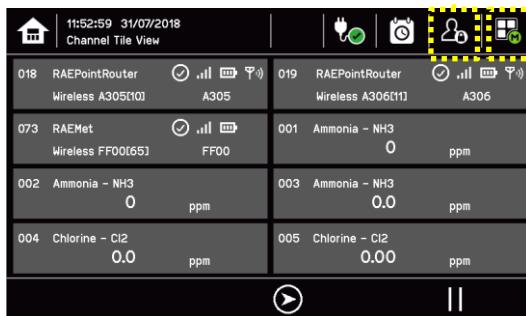 11:52:59 31/07/2018
Channel Tile View
M
018 RAEPointRouter
Wireless A305[10] A305
019 RAEPointRouter
Wireless A306[11] A306
073 RAEMet
Wireless FF00[65] FF00
001 Ammonia - NH3
0 ppm
002 Ammonia - NH3
0 ppm
003 Ammonia - NH3
0.0 ppm
004 Chlorine - Cl2
0.0 ppm
005 Chlorine - Cl2
0.00 ppm